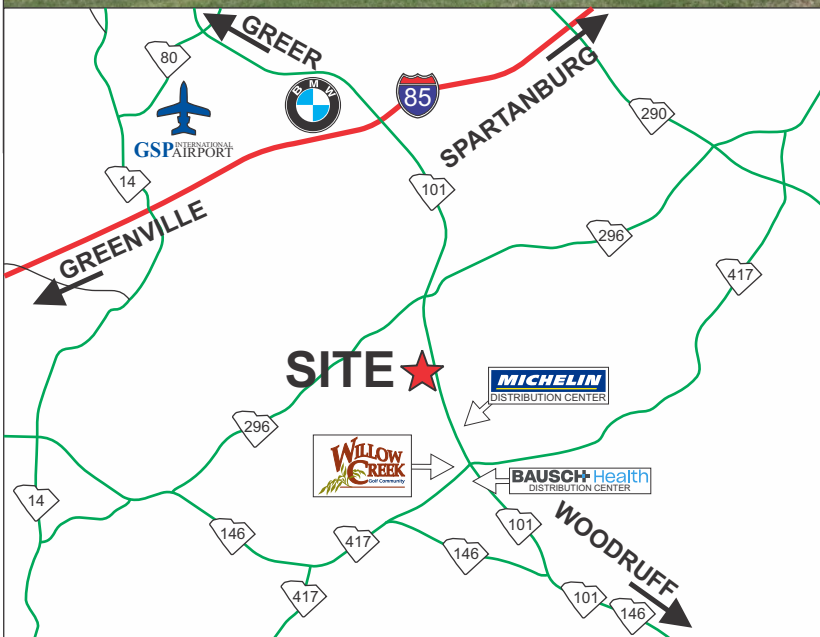 GREER
80
BMW
85
SPARTANBURG
290
GSP INTERNATIONAL AIRPORT
14
101
GREENVILLE
296
417
SITE
MICHELIN
DISTRIBUTION CENTER
296
WILLOW
CREEK
Golf Community
BAUSCH+Health
DISTRIBUTION CENTER
14
146
417
146
101
WOODRUFF
417
101
146